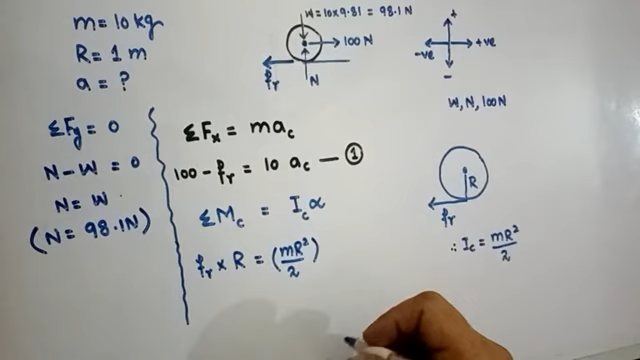 m = 10 kg
R = 1 m
a = ?
W = 10 x 9.81 = 98.1 N
100 N
fr
N
+
-ve
+ve
-
W, N, 100N
ΣFy = 0
N - W = 0
N = W
(N = 98.1N)
ΣFx = mac
100 - fr = 10 ac — ①
ΣMc = Ic α
fr x R = (mR²/2)
R
fr
∴ Ic = mR²/2